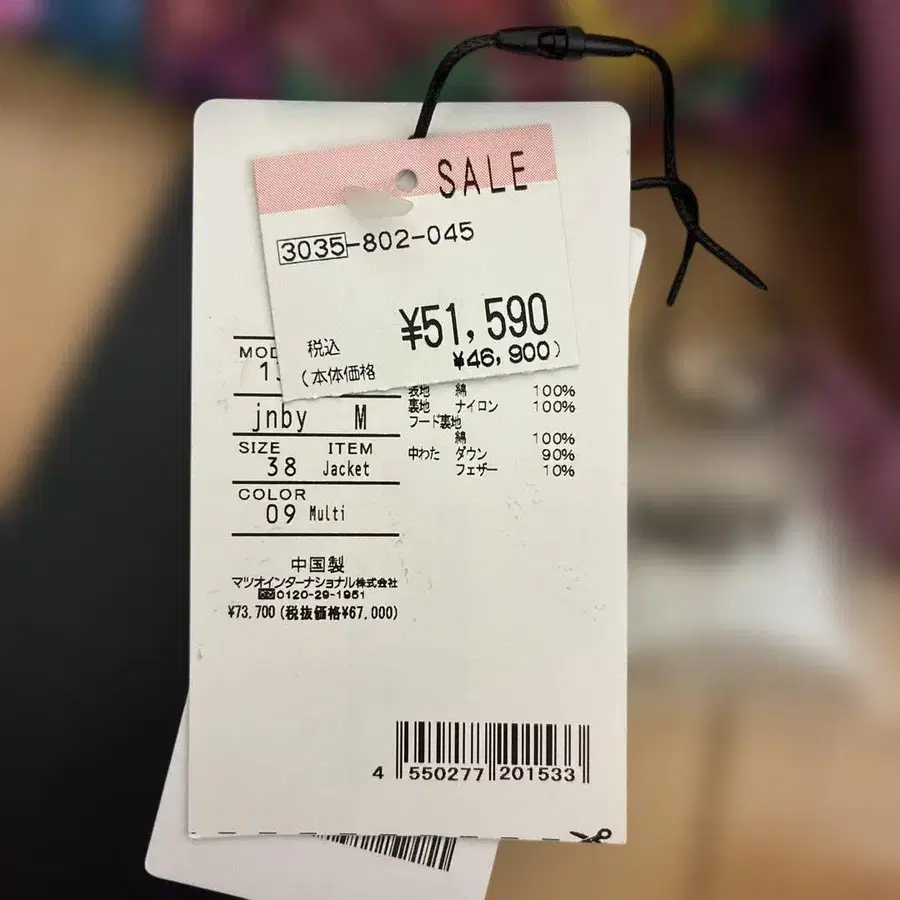 SALE
3035-802-045
¥51,590
税込
¥46,900)
(本体価格
MOD
jnby M
SIZE ITEM
38 Jacket
COLOR
09 Multi
表地 綿 100%
裏地 ナイロン 100%
フード裏地
綿 100%
中わた ダウン 90%
フェザー 10%
中国製
マツオインターナショナル株式会社
0120-29-1951
¥73,700(税抜価格¥67,000)
4 550277 201533